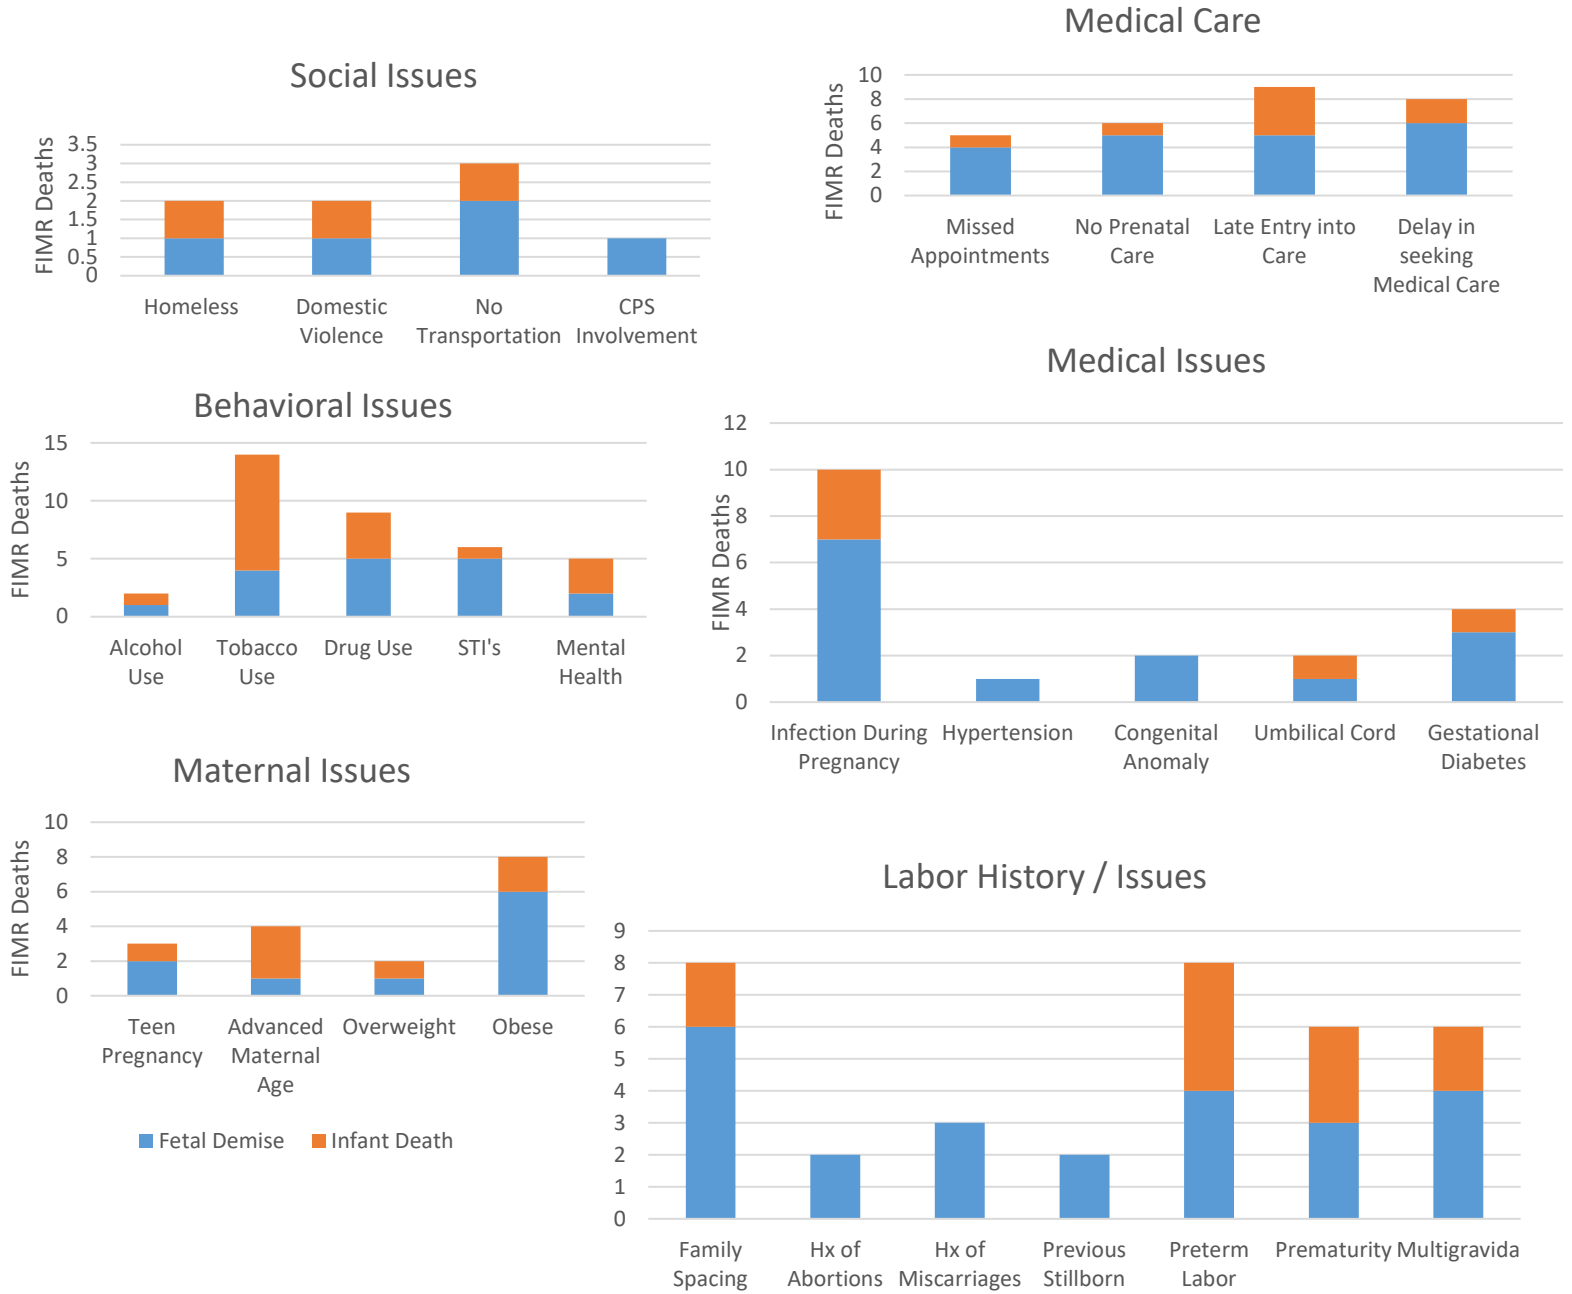 Social Issues
FIMR Deaths
3.5
3
2.5
2
1.5
1
0.5
0
Homeless
Domestic
Violence
No
Transportation
CPS
Involvement
Medical Care
FIMR Deaths
10
8
6
4
2
0
Missed
Appointments
No Prenatal
Care
Late Entry into
Care
Delay in
seeking
Medical Care
Behavioral Issues
FIMR Deaths
15
10
5
0
Alcohol
Use
Tobacco
Use
Drug Use
STI's
Mental
Health
Medical Issues
FIMR Deaths
12
10
8
6
4
2
0
Infection During
Pregnancy
Hypertension
Congenital
Anomaly
Umbilical Cord
Gestational
Diabetes
Maternal Issues
FIMR Deaths
10
8
6
4
2
0
Teen
Pregnancy
Advanced
Maternal
Age
Overweight
Obese
Fetal Demise
Infant Death
Labor History / Issues
9
8
7
6
5
4
3
2
1
0
Family
Spacing
Hx of
Abortions
Hx of
Miscarriages
Previous
Stillborn
Preterm
Labor
Prematurity
Multigravida